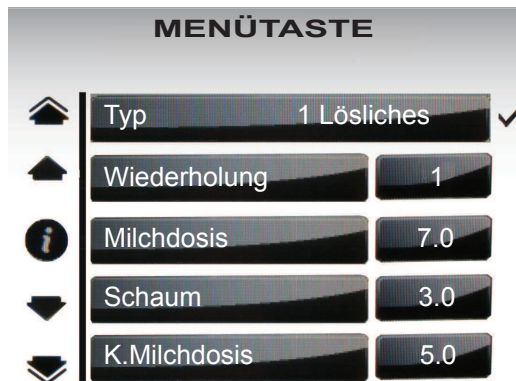 MENÜTASTE
Typ 1 Lösliches
Wiederholung 1
Milchdosis 7.0
Schaum 3.0
K.Milchdosis 5.0